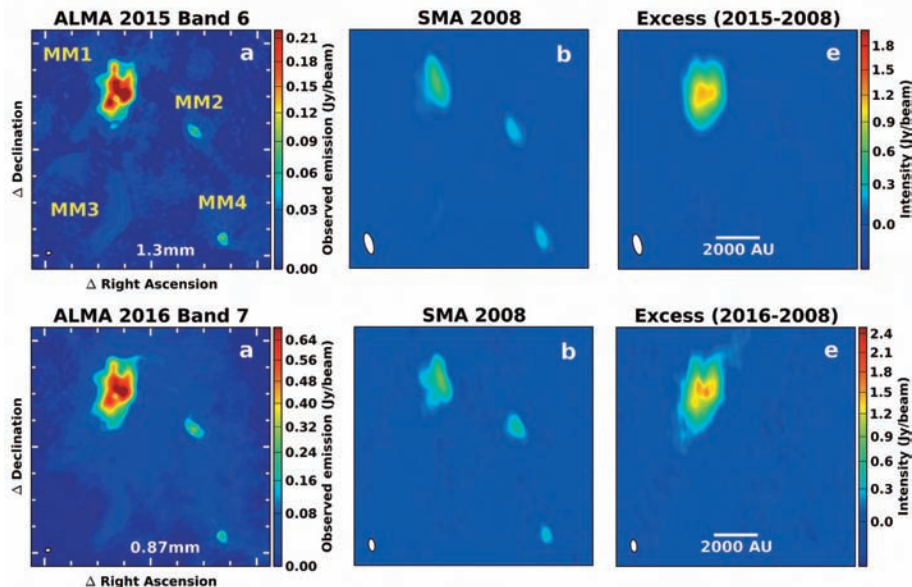 ALMA 2015 Band 6
SMA 2008
Excess (2015-2008)
MM1
a
MM2
MM3
MM4
1.3mm
Δ Declination
Δ Right Ascension
0.21
0.18
0.15
0.12
0.09
0.06
0.03
0.00
Observed emission (Jy/beam)
b
e
2000 AU
1.8
1.5
1.2
0.9
0.6
0.3
0.0
Intensity (Jy/beam)
ALMA 2016 Band 7
SMA 2008
Excess (2016-2008)
a
0.87mm
Δ Declination
Δ Right Ascension
0.64
0.56
0.48
0.40
0.32
0.24
0.16
0.08
0.00
Observed emission (Jy/beam)
b
e
2000 AU
2.4
2.1
1.8
1.5
1.2
0.9
0.6
0.3
0.0
Intensity (Jy/beam)